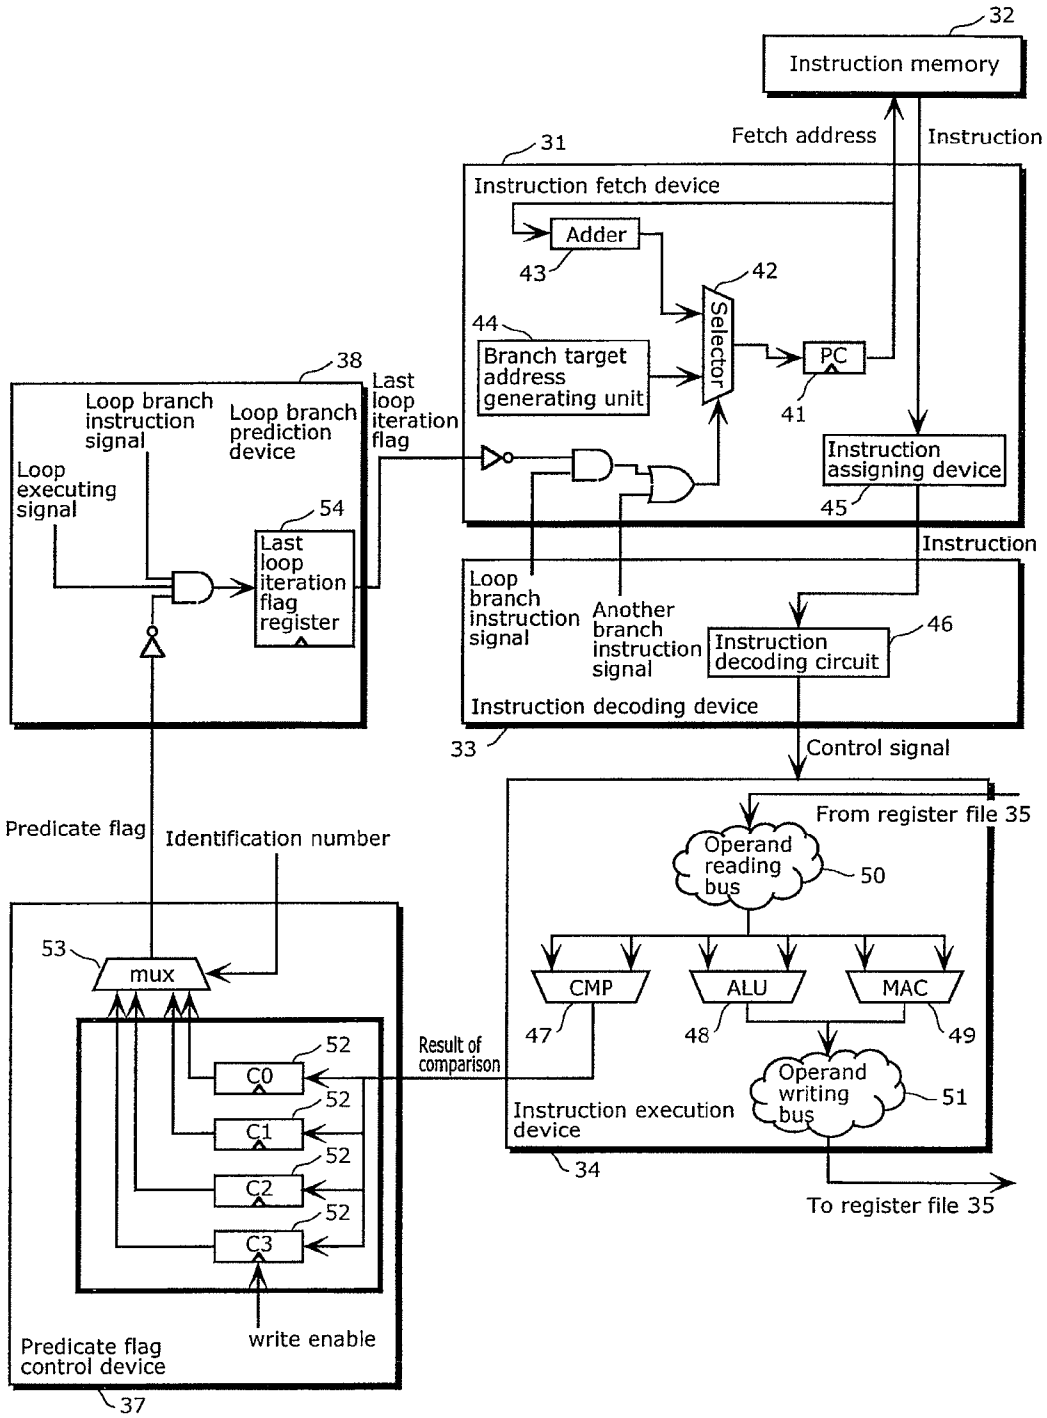 32
Instruction memory
Fetch address
Instruction
31
Instruction fetch device
Adder
43
42
Selector
44
Branch target
address
generating unit
PC
41
Instruction
assigning device
45
38
Last
loop
iteration
flag
Loop branch
instruction
signal
Loop branch
prediction
device
Loop
executing
signal
54
Last
loop
iteration
flag
register
Instruction
Loop
branch
instruction
signal
Another
branch
instruction
signal
46
Instruction
decoding circuit
Instruction decoding device
33
Control signal
From register file 35
Predicate flag
Identification number
Operand
reading
bus
50
53
mux
CMP
ALU
MAC
47
48
49
Result of
comparison
52
C0
52
C1
52
C2
52
C3
Operand
writing
bus
51
Instruction execution
device
34
To register file 35
write enable
Predicate flag
control device
37